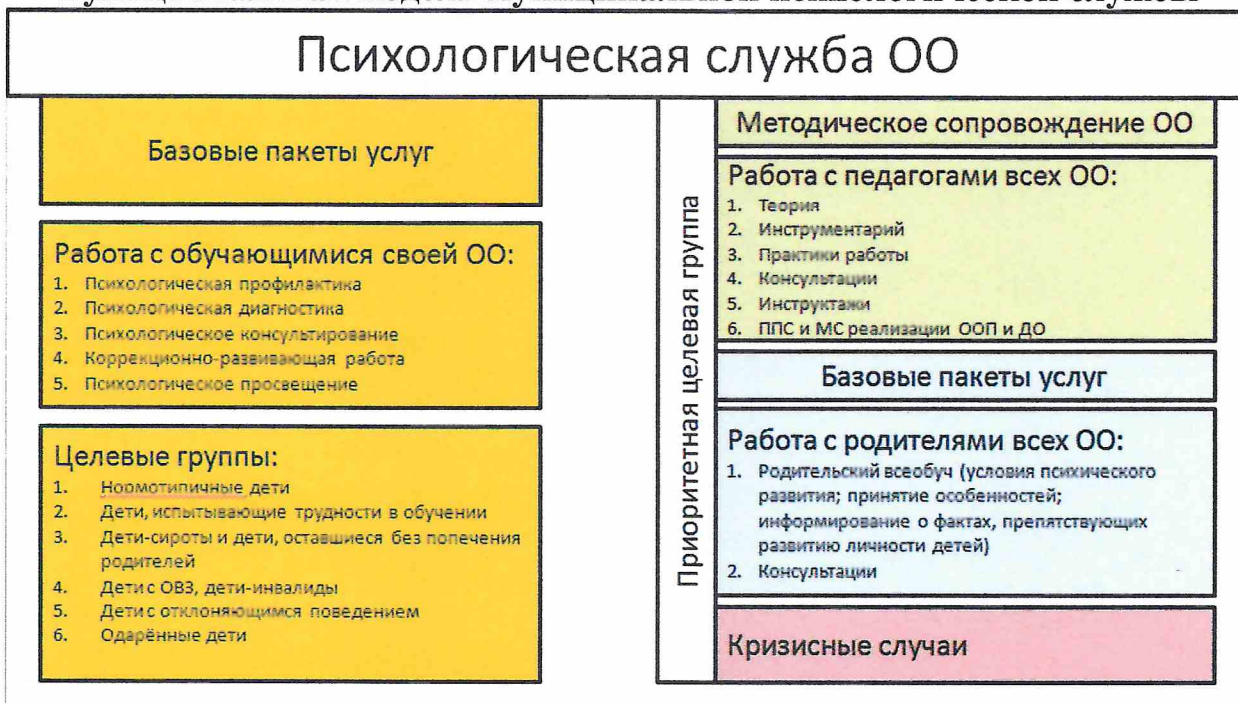 Психологическая служба ОО
Базовые пакеты услуг
Работа с обучающимися своей ОО:
1. Психологическая профилактика
2. Психологическая диагностика
3. Психологическое консультирование
4. Коррекционно-развивающая работа
5. Психологическое просвещение
Целевые группы:
1. Нормотипичные дети
2. Дети, испытывающие трудности в обучении
3. Дети-сироты и дети, оставшиеся без попечения
родителей
4. Дети с ОВЗ, дети-инвалиды
5. Дети с отклоняющимся поведением
6. Одарённые дети
Приоритетная целевая группа
Методическое сопровождение ОО
Работа с педагогами всех ОО:
1. Теория
2. Инструментарий
3. Практики работы
4. Консультации
5. Инструктажи
6. ППС и МС реализации ООП и ДО
Базовые пакеты услуг
Работа с родителями всех ОО:
1. Родительский всеобуч (условия психического
развития; принятие особенностей;
информирование о фактах, препятствующих
развитию личности детей)
2. Консультации
Кризисные случаи